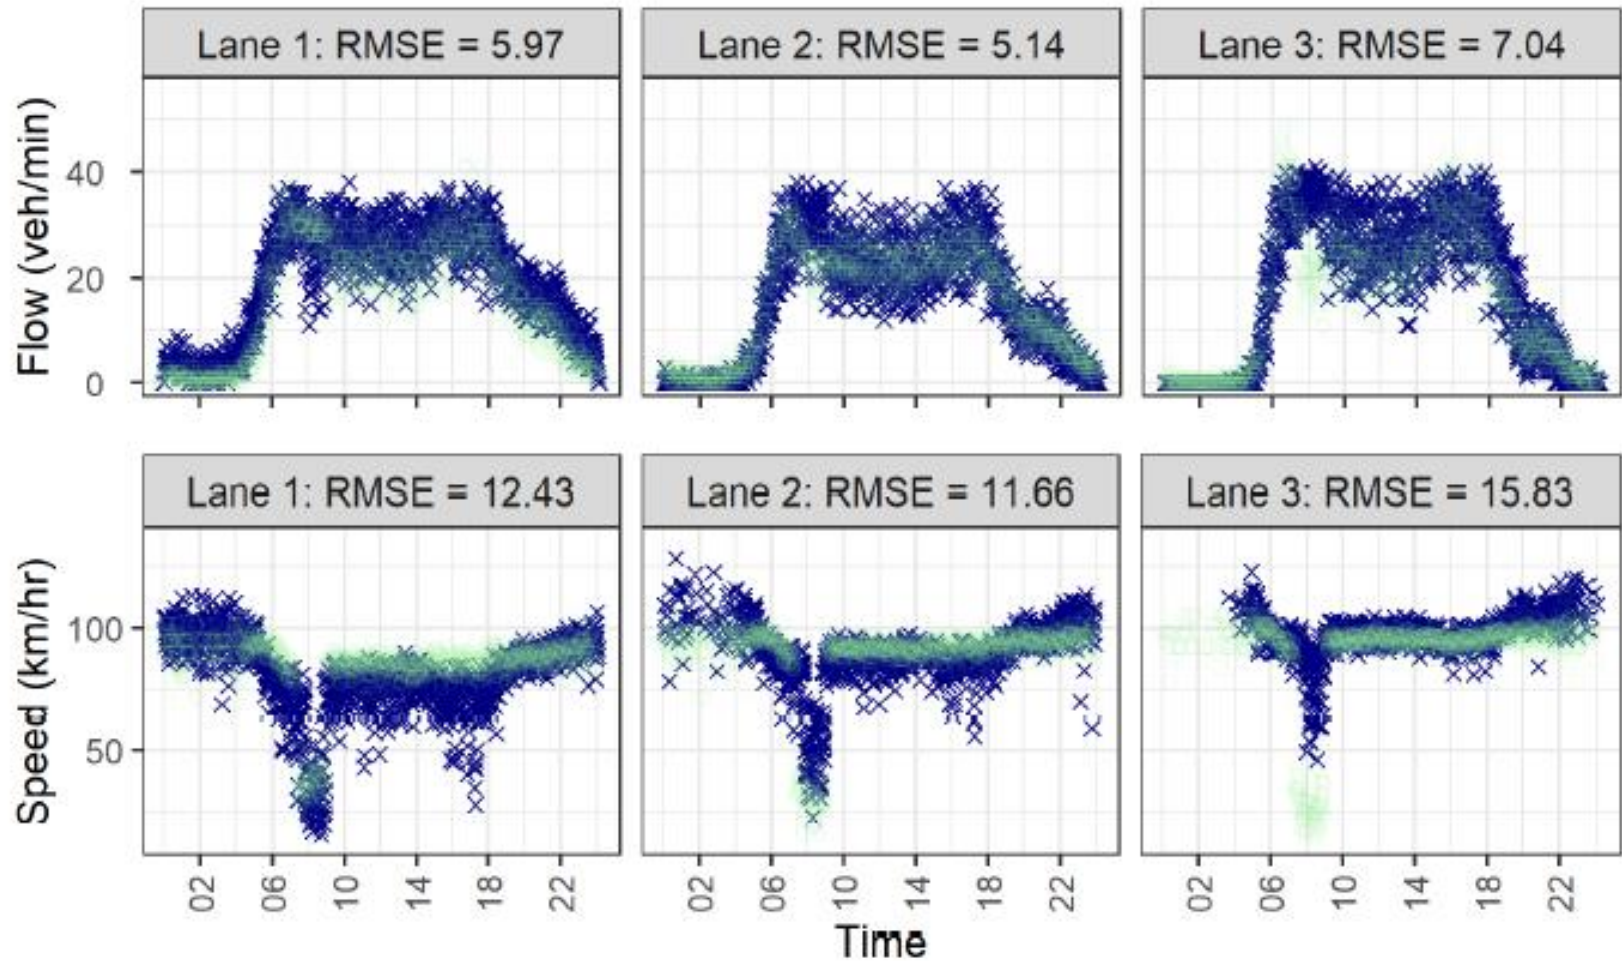 Lane 1: RMSE = 5.97 Lane 2: RMSE = 5.14 Lane 3: RMSE = 7.04
Flow (veh/min)
40
20
0
Lane 1: RMSE = 12.43 Lane 2: RMSE = 11.66 Lane 3: RMSE = 15.83
Speed (km/hr)
100
50
02 06 10 14 18 22 02 06 10 14 18 22 02 06 10 14 18 22
Time